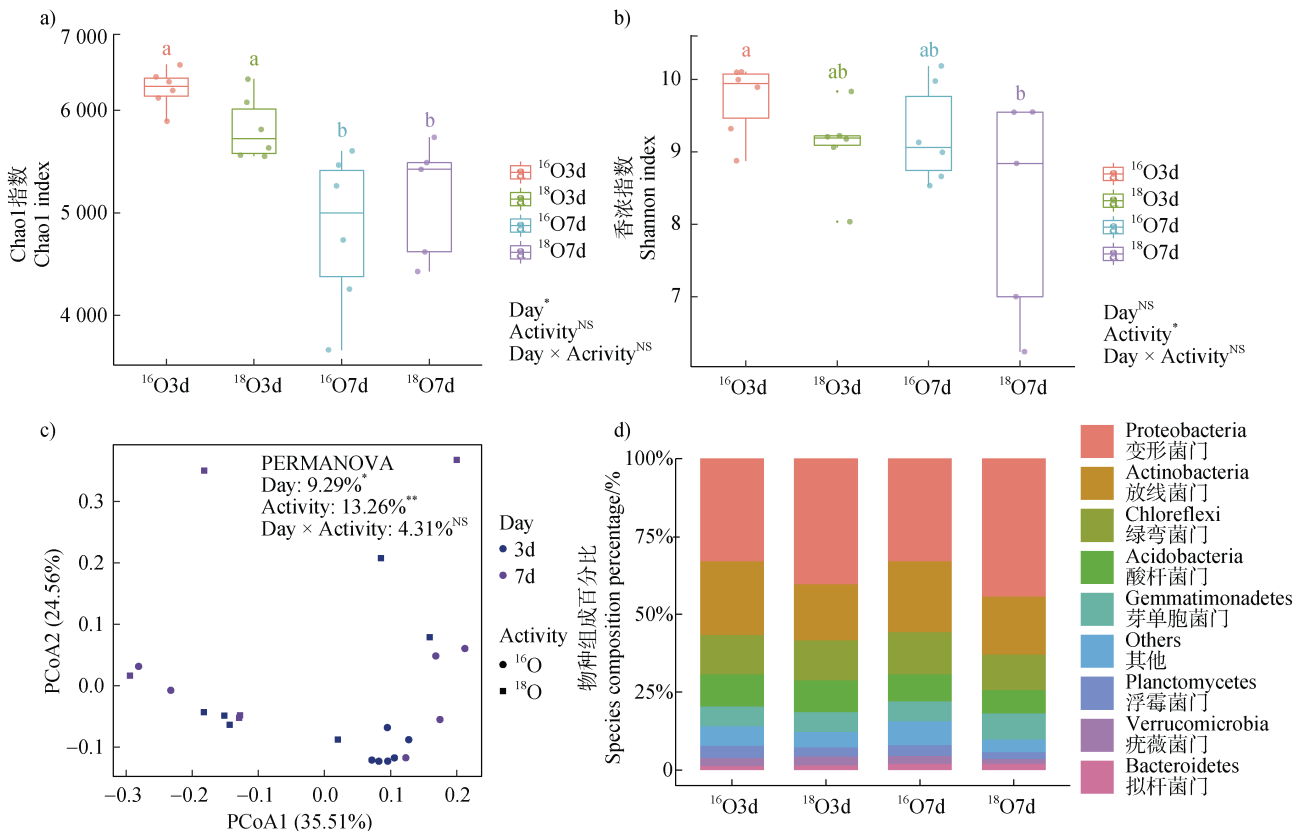 a)
7 000
6 000
5 000
4 000
Chao1指数
Chao1 index
a
a
b
b
¹⁶O3d
¹⁸O3d
¹⁶O7d
¹⁸O7d
a ¹⁶O3d
a ¹⁸O3d
a ¹⁶O7d
a ¹⁸O7d
Day*
Activityᴺˢ
Day × Acrivityᴺˢ
b)
10
9
8
7
香浓指数
Shannon index
a
ab
ab
b
¹⁶O3d
¹⁸O3d
¹⁶O7d
¹⁸O7d
a ¹⁶O3d
a ¹⁸O3d
a ¹⁶O7d
a ¹⁸O7d
Dayᴺˢ
Activity*
Day × Activityᴺˢ
c)
PERMANOVA
Day: 9.29%*
Activity: 13.26%**
Day × Activity: 4.31%ᴺˢ
0.3
0.2
0.1
0.0
−0.1
PCoA2 (24.56%)
−0.3
−0.2
−0.1
0.0
0.1
0.2
PCoA1 (35.51%)
Day
3d
7d
Activity
¹⁶O
¹⁸O
d)
100%
75%
50%
25%
0
物种组成百分比
Species composition percentage/%
¹⁶O3d
¹⁸O3d
¹⁶O7d
¹⁸O7d
Proteobacteria
变形菌门
Actinobacteria
放线菌门
Chloreflexi
绿弯菌门
Acidobacteria
酸杆菌门
Gemmatimonadetes
芽单胞菌门
Others
其他
Planctomycetes
浮霉菌门
Verrucomicrobia
疣薇菌门
Bacteroidetes
拟杆菌门